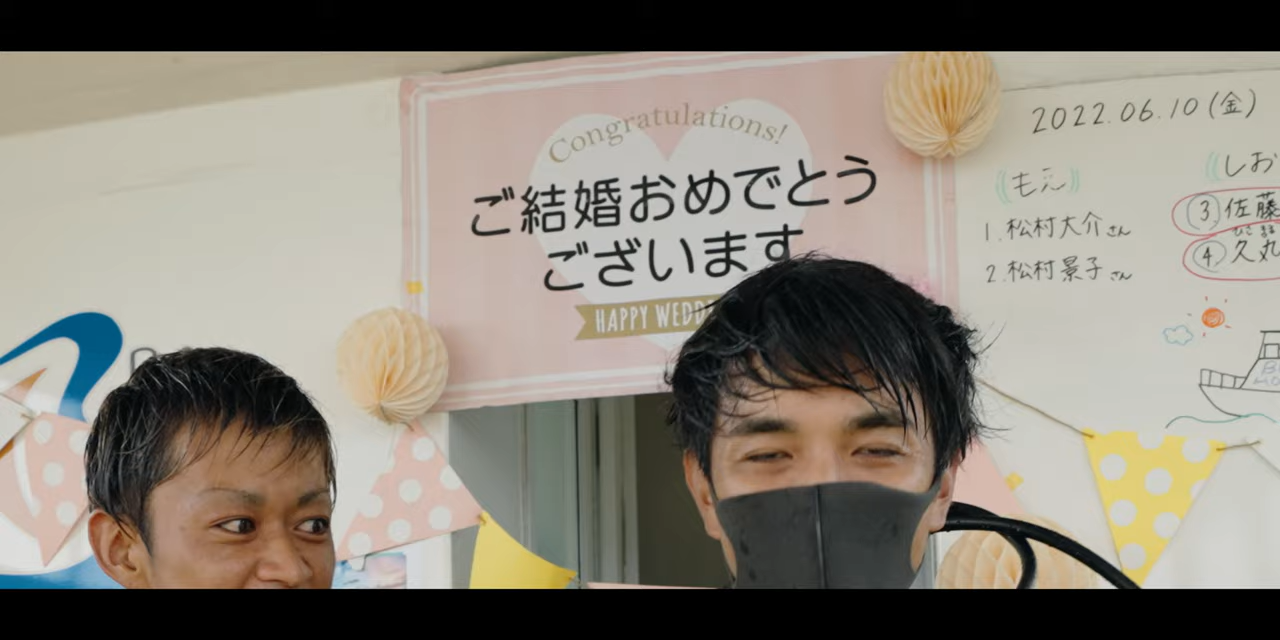 Congratulations!
ご結婚おめでとう
ございます
HAPPY WEDD
2022.06.10(金)
1.松村大介さん
2.松村景子さん
しお
(3)佐藤
(4)久丸